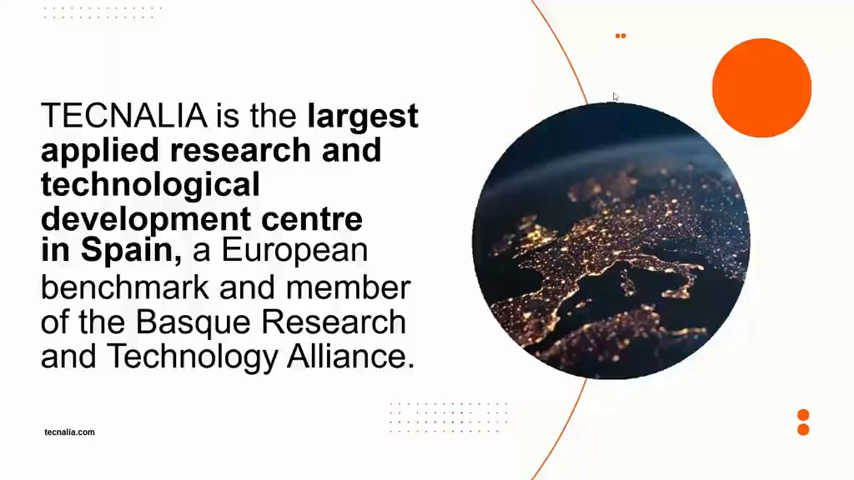 TECNALIA is the largest
applied research and
technological
development centre
in Spain, a European
benchmark and member
of the Basque Research
and Technology Alliance.
tecnalia.com